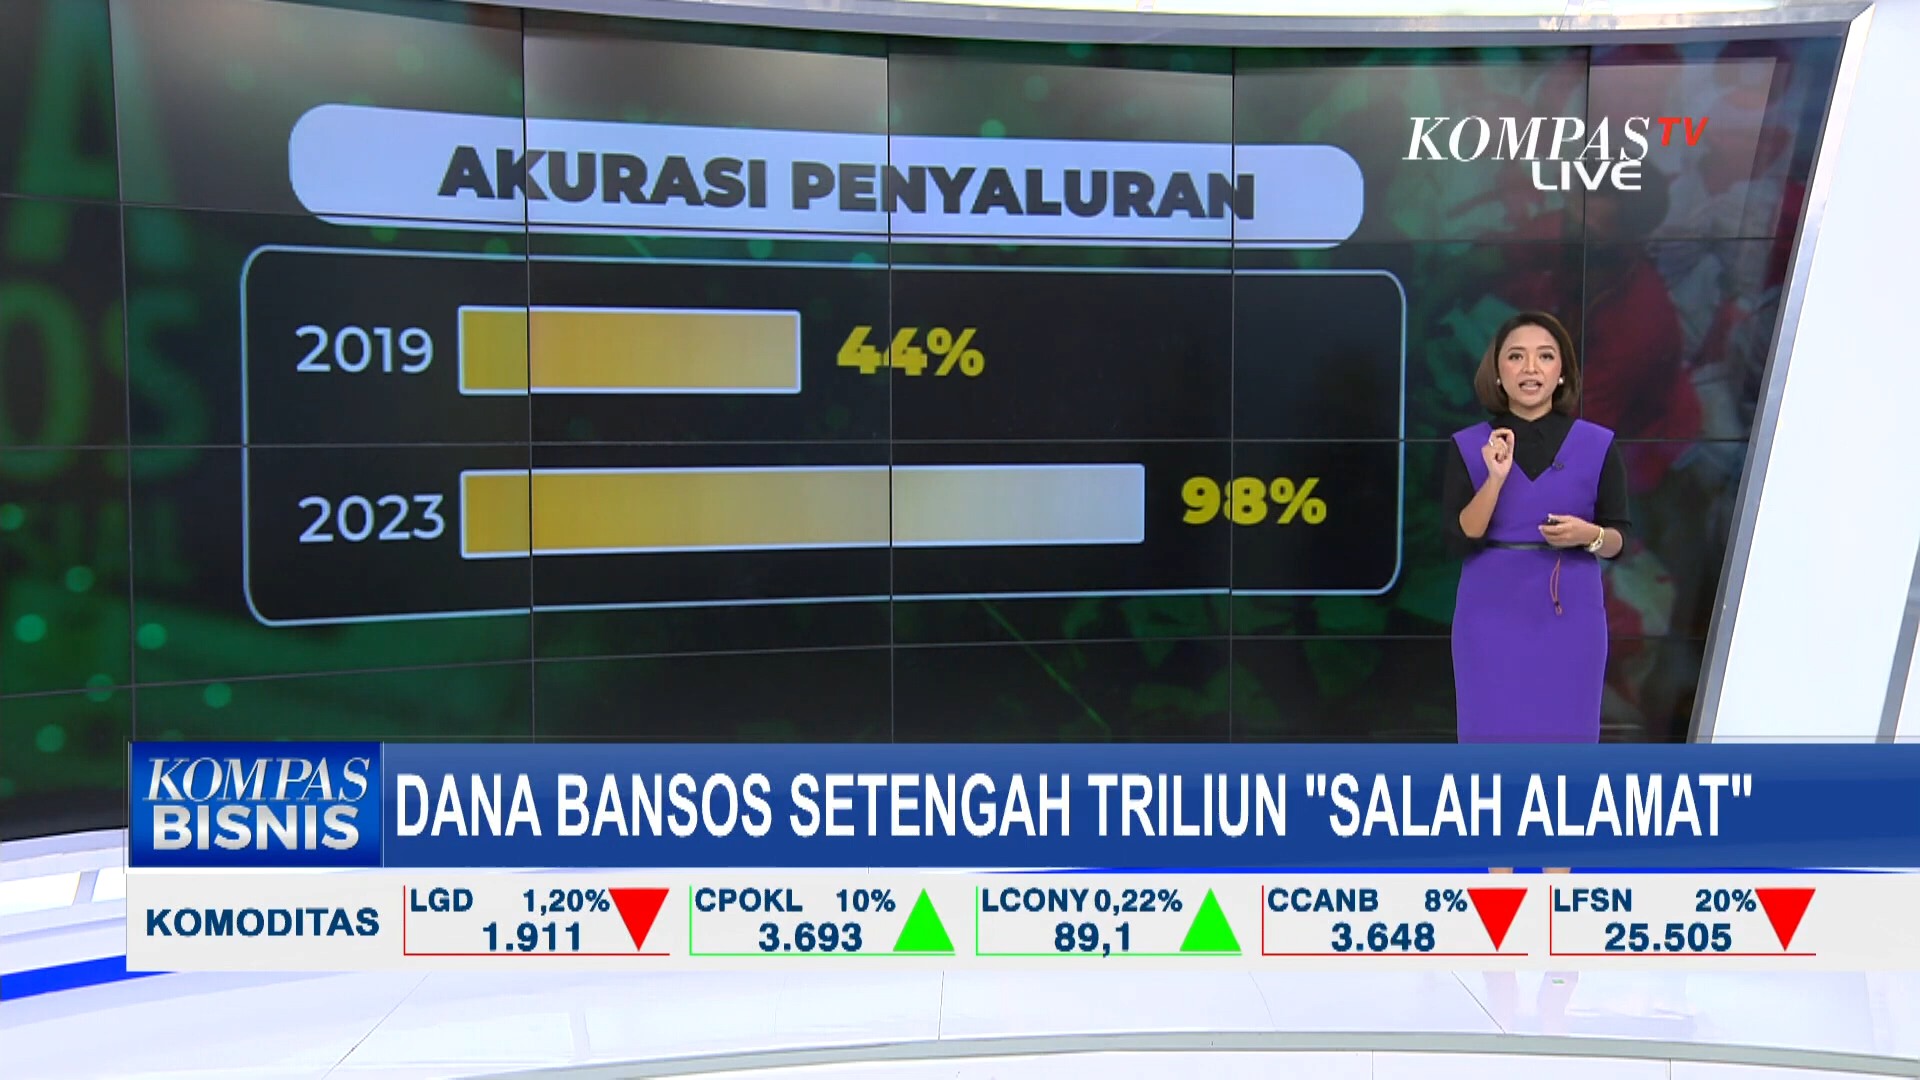 AKURASI PENYALURAN
KOMPAS TV
LIVE
2019 44%
2023 98%
KOMPAS
BISNIS
DANA BANSOS SETENGAH TRILIUN "SALAH ALAMAT"
KOMODITAS
LGD 1,20%
1.911
CPOKL 10%
3.693
LCONY 0,22%
89,1
CCANB 8%
3.648
LFSN 20%
25.505